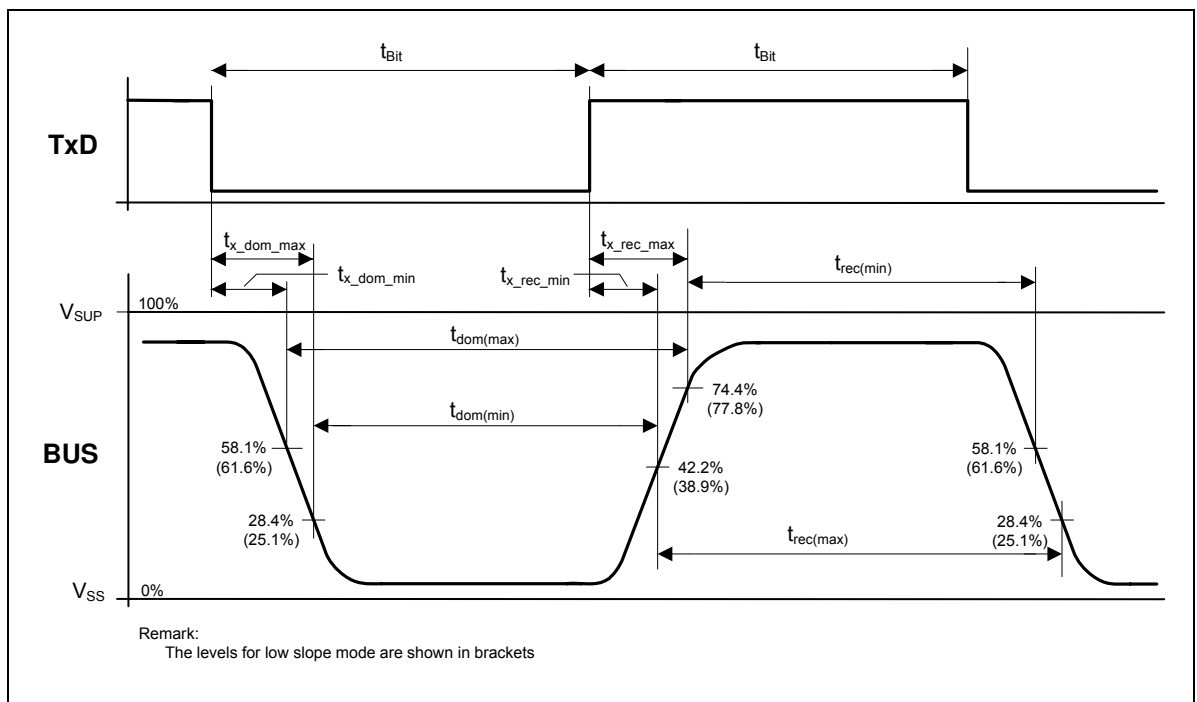 tBit tBit
TxD
tx_dom_max tx_rec_max
tx_dom_min tx_rec_min trec(min)
VSUP 100%
tdom(max)
74.4%
(77.8%)
tdom(min)
BUS
58.1% 58.1%
(61.6%) (61.6%)
42.2%
(38.9%)
28.4% 28.4%
(25.1%) (25.1%)
trec(max)
VSS 0%
Remark:
The levels for low slope mode are shown in brackets